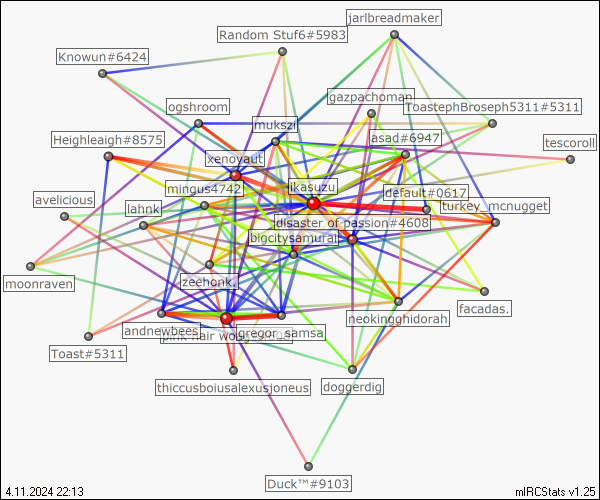 jarlbreadmaker
Random Stuf6#5983
Knowun#6424
gazpachoman
ogshroom
ToastephBroseph5311#5311
mukszi
Heighleigh#8575
asad#6947
tescoroll
xenoyaut
mingus4742
ikasuzu
default#0617
avelicious
lahnk
turkey_mcnugget
disaster of passion#4608
bigcitysamurai
moonraven
zeehonk.
facadas.
neokingghidorah
andnewbees
gregor_samsa
pink hair
Toast#5311
thiccusboiusalexusjoneus
doggerdig
Duck™#9103
4.11.2024 22:13
mIRCStats v1.25